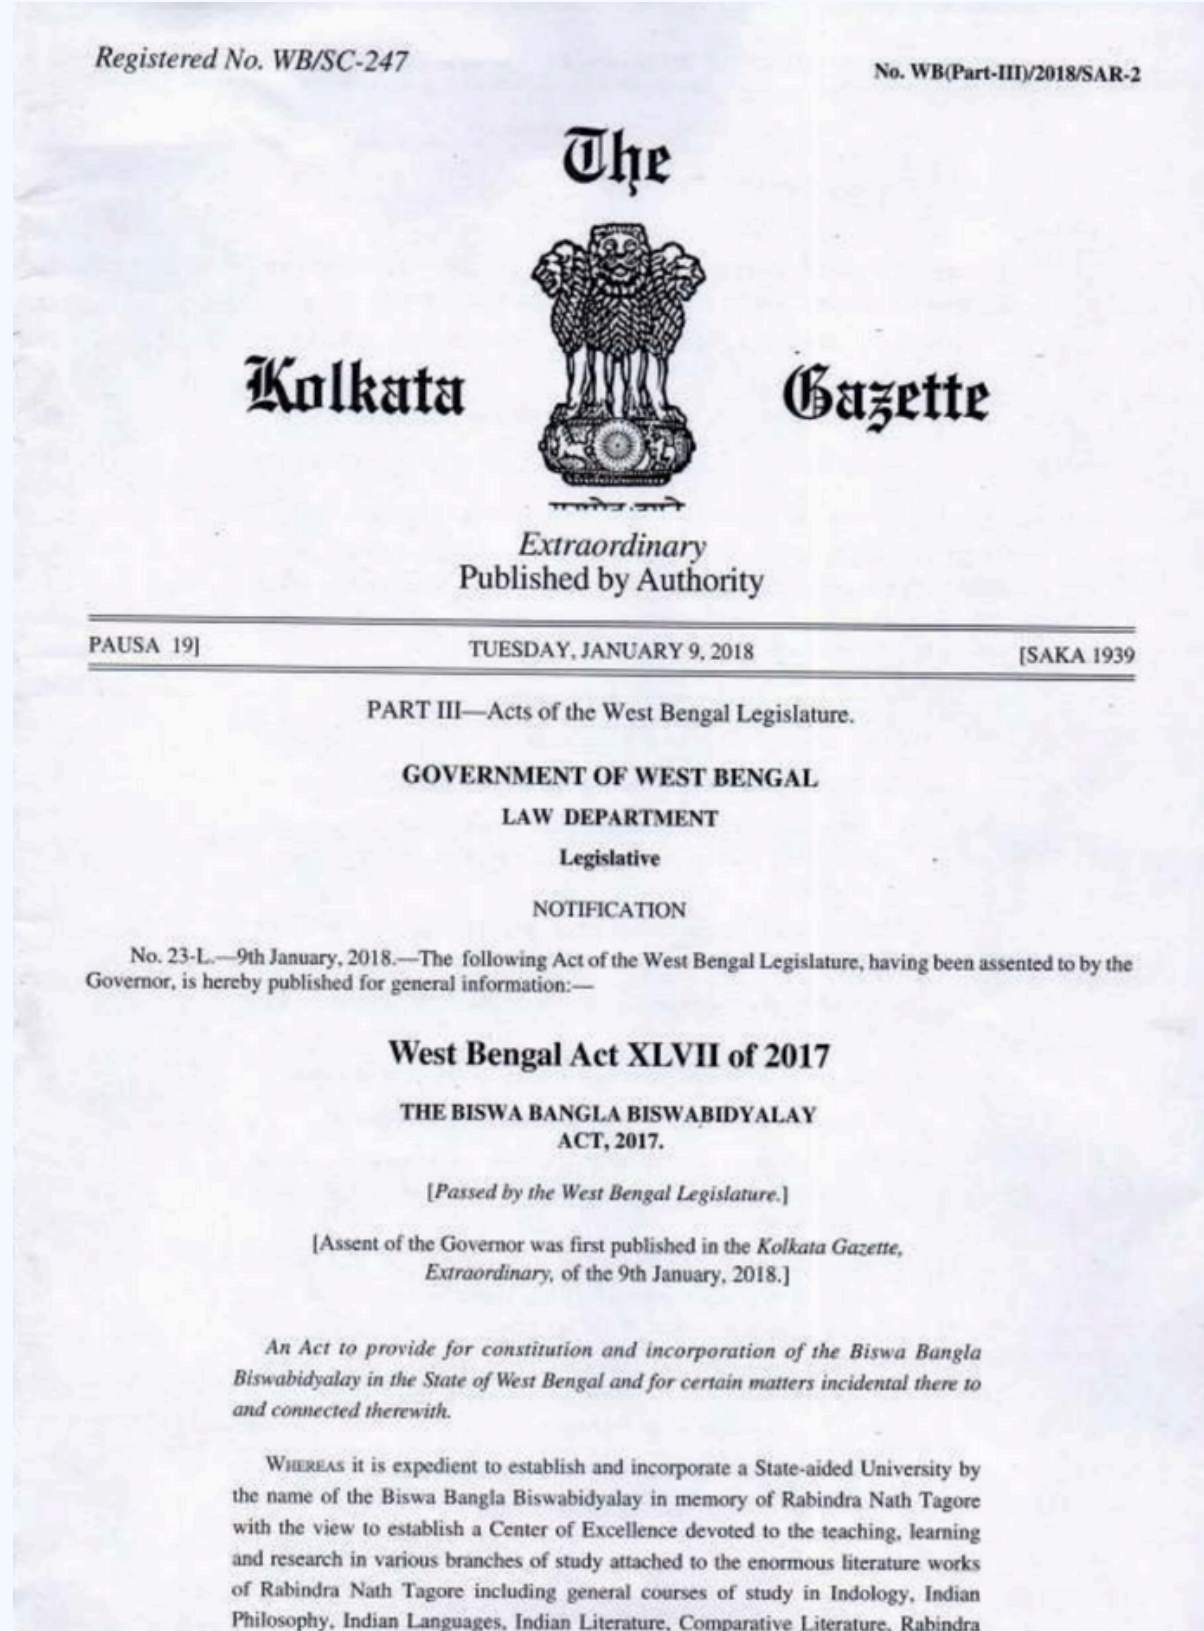 Registered No. WB/SC-247
No. WB(Part-III)/2018/SAR-2
The
Kolkata Gazette
Extraordinary
Published by Authority
PAUSA 19] TUESDAY, JANUARY 9, 2018 [SAKA 1939
PART III—Acts of the West Bengal Legislature.
GOVERNMENT OF WEST BENGAL
LAW DEPARTMENT
Legislative
NOTIFICATION
No. 23-L.—9th January, 2018.—The following Act of the West Bengal Legislature, having been assented to by the
Governor, is hereby published for general information:—
West Bengal Act XLVII of 2017
THE BISWA BANGLA BISWABIDYALAY
ACT, 2017.
[Passed by the West Bengal Legislature.]
[Assent of the Governor was first published in the Kolkata Gazette,
Extraordinary, of the 9th January, 2018.]
An Act to provide for constitution and incorporation of the Biswa Bangla
Biswabidyalay in the State of West Bengal and for certain matters incidental there to
and connected therewith.
WHEREAS it is expedient to establish and incorporate a State-aided University by
the name of the Biswa Bangla Biswabidyalay in memory of Rabindra Nath Tagore
with the view to establish a Center of Excellence devoted to the teaching, learning
and research in various branches of study attached to the enormous literature works
of Rabindra Nath Tagore including general courses of study in Indology, Indian
Philosophy, Indian Languages, Indian Literature, Comparative Literature, Rabindra